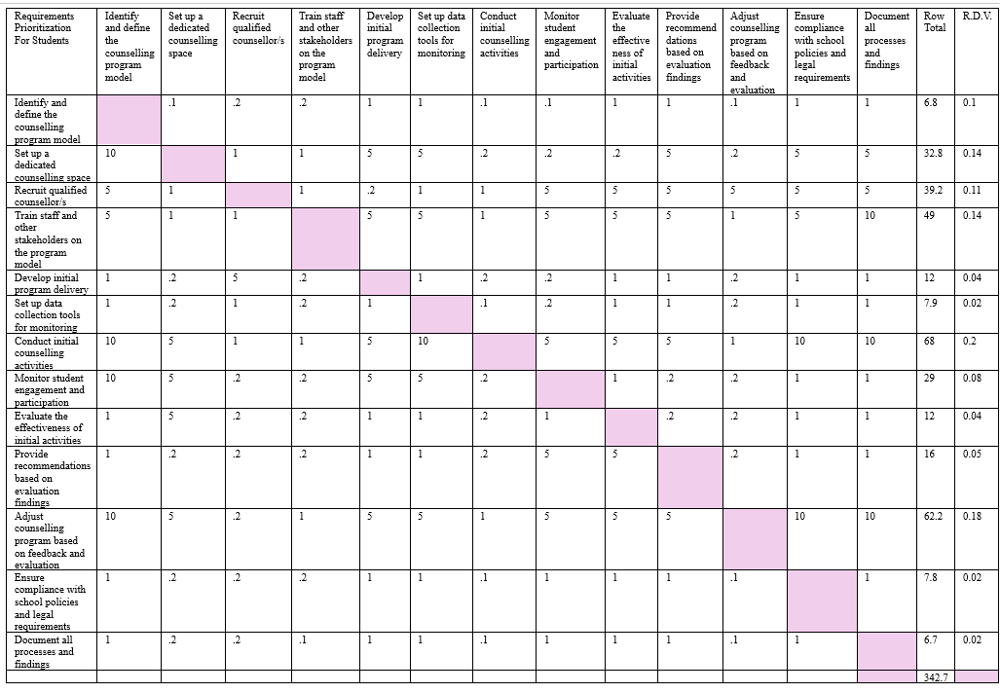 Requirements
Prioritization
For Students
Identify
and define
the
counselling
program
model
Set up a
dedicated
counselling
space
Recruit
qualified
counsellor/s
Train staff
and other
stakeholders
on the
program
model
Develop
initial
program
delivery
Set up data
collection
tools for
monitoring
Conduct
initial
counselling
activities
Monitor
student
engagement
and
participation
Evaluate
the
effective
ness of
initial
activities
Provide
recommen
dations
based on
evaluation
findings
Adjust
counselling
program
based on
feedback
and
evaluation
Ensure
compliance
with school
policies and
legal
requirements
Document
all
processes
and
findings
Row
Total
R.D.V.
Identify and
define the
counselling
program model
.1 .2 .2 1 1 .1 .1 1 1 .1 1 1 6.8 0.1
Set up a
dedicated
counselling space
10 1 1 5 5 .2 .2 .2 5 .2 5 5 32.8 0.14
Recruit qualified
counsellor/s
5 1 1 .2 1 1 5 5 5 5 5 5 39.2 0.11
Train staff and
other
stakeholders on
the program
model
5 1 1 5 5 1 5 5 5 1 5 10 49 0.14
Develop initial
program delivery
1 .2 5 .2 1 .2 .2 1 1 .2 1 1 12 0.04
Set up data
collection tools
for monitoring
1 .2 1 .2 1 .1 .2 1 1 .2 1 1 7.9 0.02
Conduct initial
counselling
activities
10 5 1 1 5 10 5 5 5 1 10 10 68 0.2
Monitor student
engagement and
participation
10 5 .2 .2 5 5 .2 1 .2 .2 1 1 29 0.08
Evaluate the
effectiveness of
initial activities
1 5 .2 .2 1 1 .2 1 .2 .2 1 1 12 0.04
Provide
recommendations
based on
evaluation
findings
1 .2 .2 .2 1 1 .2 5 5 .2 1 1 16 0.05
Adjust
counselling
program based
on feedback and
evaluation
10 5 .2 1 5 5 1 5 5 5 10 10 62.2 0.18
Ensure
compliance with
school policies
and legal
requirements
1 .2 .2 .2 1 1 .1 1 1 1 .1 1 7.8 0.02
Document all
processes and
findings
1 .2 .2 .1 1 1 .1 1 1 1 .1 1 6.7 0.02
342.7